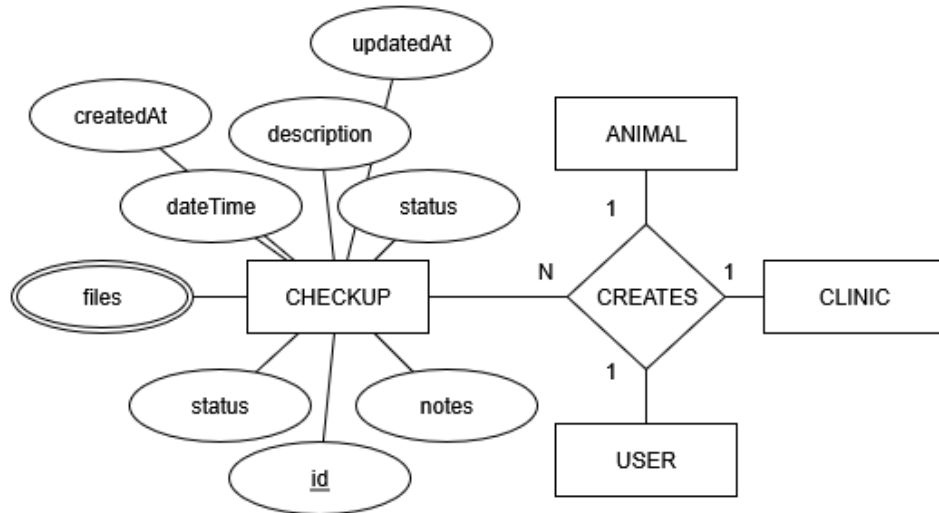 updatedAt
createdAt
description
ANIMAL
dateTime
status
1
N
1
files
CHECKUP
CREATES
CLINIC
1
status
notes
id
USER